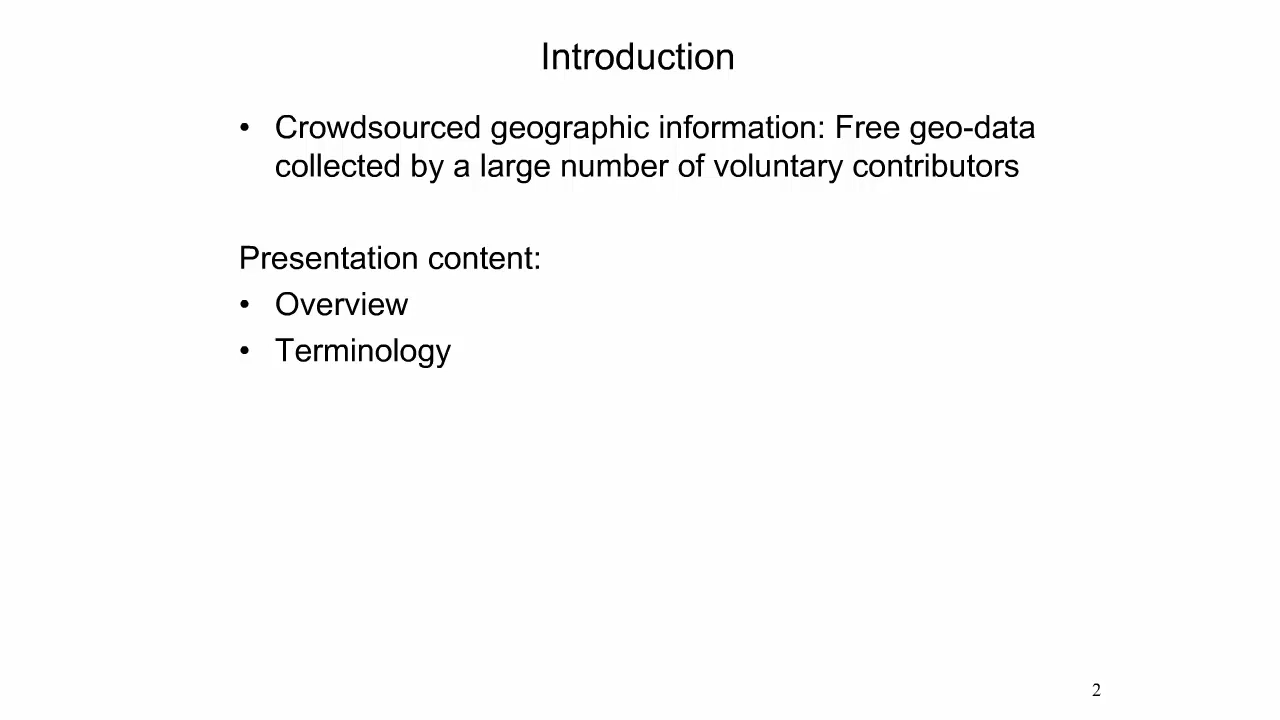 Introduction
• Crowdsourced geographic information: Free geo-data
collected by a large number of voluntary contributors
Presentation content:
• Overview
• Terminology
2